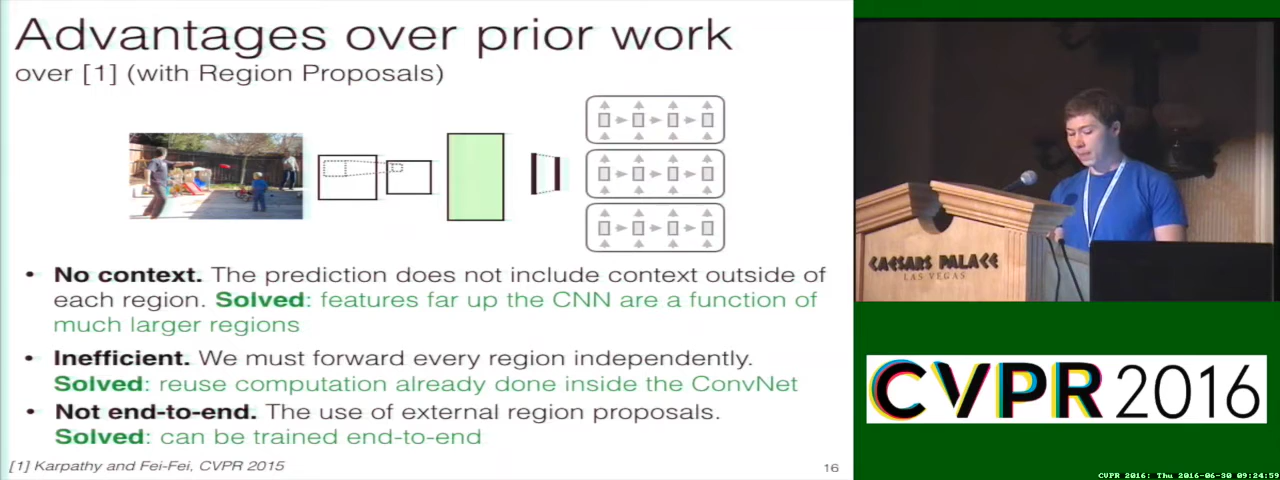 Advantages over prior work
over [1] (with Region Proposals)
• No context. The prediction does not include context outside of
each region. Solved: features far up the CNN are a function of
much larger regions
• Inefficient. We must forward every region independently.
Solved: reuse computation already done inside the ConvNet
• Not end-to-end. The use of external region proposals.
Solved: can be trained end-to-end
[1] Karpathy and Fei-Fei, CVPR 2015
16
CAESARS PALACE
LAS VEGAS
CVPR 2016
CVPR 2016: Thu 2016-06-30 09:24:59